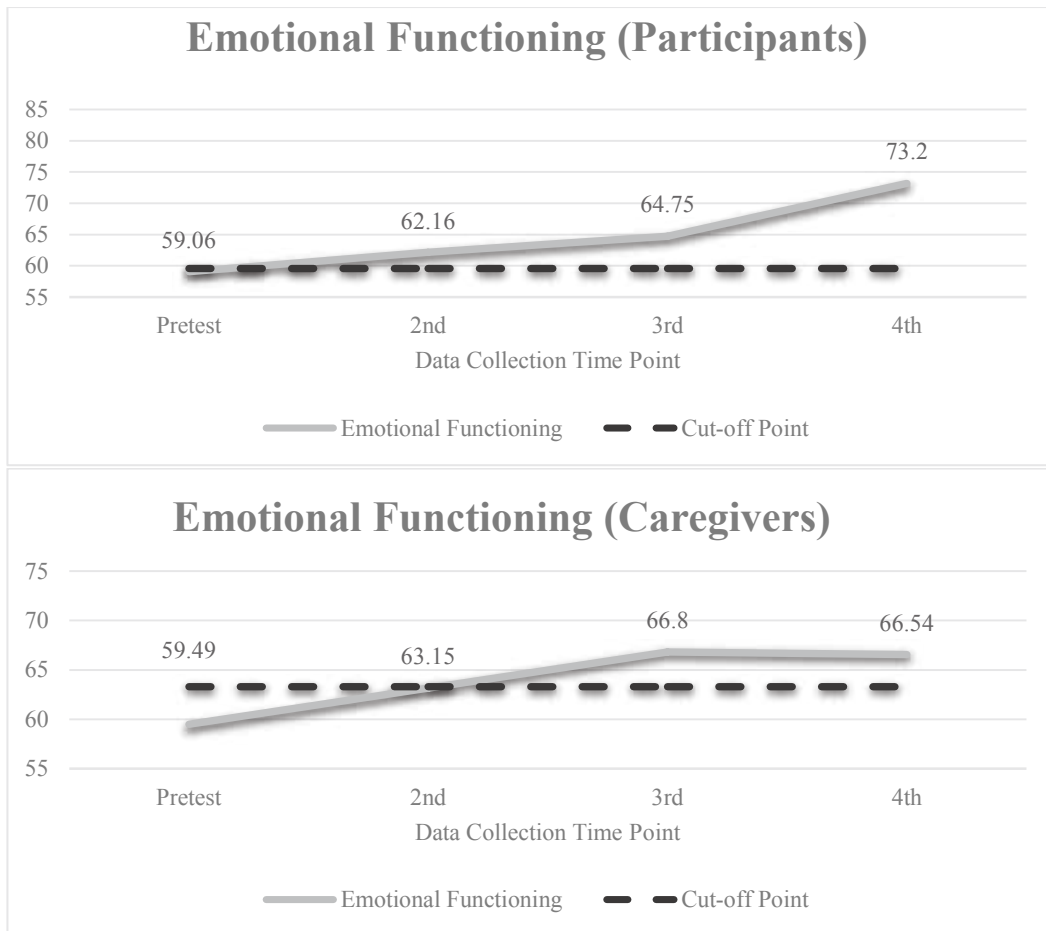 Emotional Functioning (Participants)
85
80
75
70
65
60
55
59.06
62.16
64.75
73.2
Pretest 2nd 3rd 4th
Data Collection Time Point
Emotional Functioning Cut-off Point
Emotional Functioning (Caregivers)
75
70
65
60
55
59.49
63.15
66.8
66.54
Pretest 2nd 3rd 4th
Data Collection Time Point
Emotional Functioning Cut-off Point